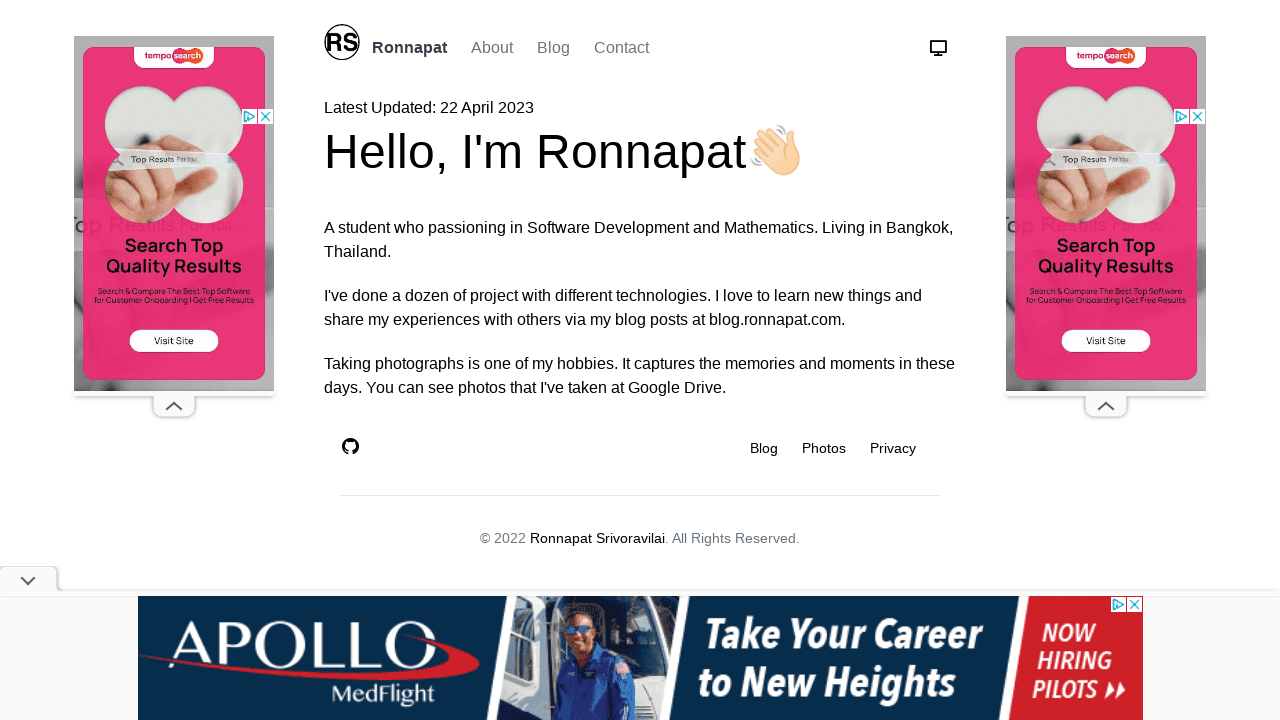 RS Ronnapat About Blog Contact
Latest Updated: 22 April 2023
Hello, I'm Ronnapat
A student who passioning in Software Development and Mathematics. Living in Bangkok,
Thailand.
I've done a dozen of project with different technologies. I love to learn new things and
share my experiences with others via my blog posts at blog.ronnapat.com.
Taking photographs is one of my hobbies. It captures the memories and moments in these
days. You can see photos that I've taken at Google Drive.
Blog Photos Privacy
© 2022 Ronnapat Srivoravilai. All Rights Reserved.
temposearch
Top Results For You
Top Results For You
Search Top
Quality Results
Search & Compare The Best Top Software
for Customer Onboarding | Get Free Results
Visit Site
temposearch
Top Results For You
Top Results For You
Search Top
Quality Results
Search & Compare The Best Top Software
for Customer Onboarding | Get Free Results
Visit Site
APOLLO
MedFlight
Take Your Career
to New Heights
NOW
HIRING
PILOTS